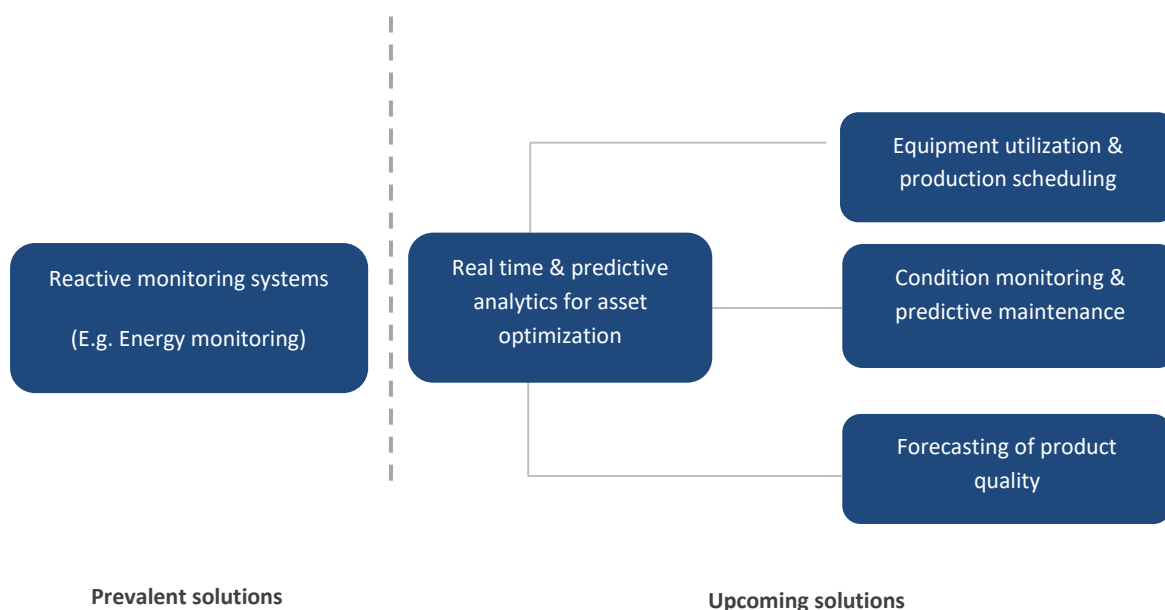 Equipment utilization &
production scheduling
Reactive monitoring systems
(E.g. Energy monitoring)
Real time & predictive
analytics for asset
optimization
Condition monitoring &
predictive maintenance
Forecasting of product
quality
Prevalent solutions
Upcoming solutions